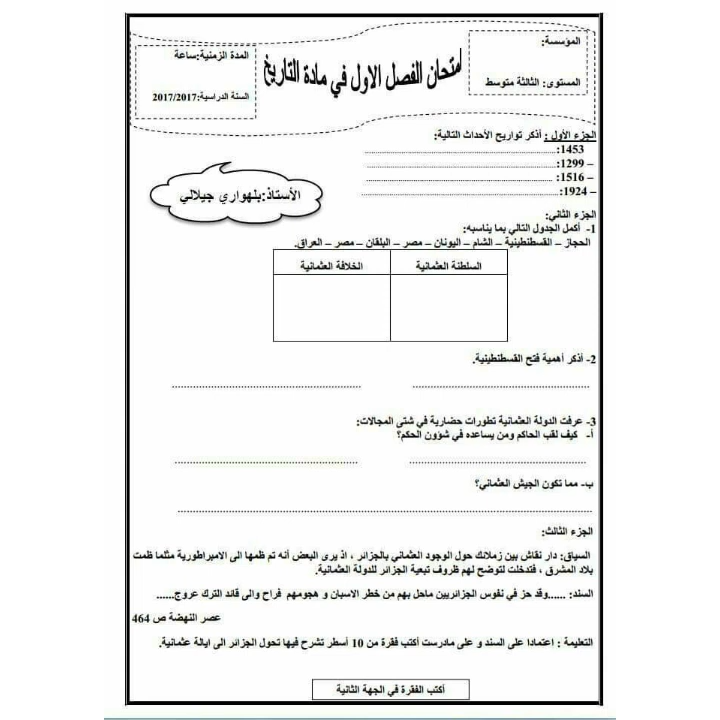 المؤسسة:
المستوى: الثالثة متوسط
امتحان الفصل الاول في مادة التاريخ
المدة الزمنية:ساعة
السنة الدراسية:2017/2017
الجزء الأول : أذكر تواريخ الأحداث التالية:
1453:......................................................
– 1299:......................................................
– 1516: ......................................................
– 1924:......................................................
الأستاذ:بلهواري جيلالي
الجزء الثاني:
1- أكمل الجدول التالي بما يناسبه:
الحجاز – القسطنطينية – الشام – اليونان – مصر – البلقان – مصر – العراق.
السلطنة العثمانية
الخلافة العثمانية
2- أذكر أهمية فتح القسطنطينية.
...................................................... ......................................................
3- عرفت الدولة العثمانية تطورات حضارية في شتى المجالات:
أ- كيف لقب الحاكم ومن يساعده في شؤون الحكم؟
...................................................... ......................................................
ب- مما تكون الجيش العثماني؟
............................................................................................................
الجزء الثالث:
السياق: دار نقاش بين زملائك حول الوجود العثماني بالجزائر ، اذ يرى البعض أنه تم ظمها الى الامبراطورية مثلما ظمت
بلاد المشرق ، فتدخلت لتوضح لهم ظروف تبعية الجزائر للدولة العثمانية.
السند: ......وقد حز في نفوس الجزائريين ماحل بهم من خطر الاسبان و هجومهم فراح والى قائد الترك عروج......
عصر النهضة ص 464
التعليمة : اعتمادا على السند و على مادرست أكتب فقرة من 10 أسطر تشرح فيها تحول الجزائر الى ايالة عثمانية.
أكتب الفقرة في الجهة الثانية